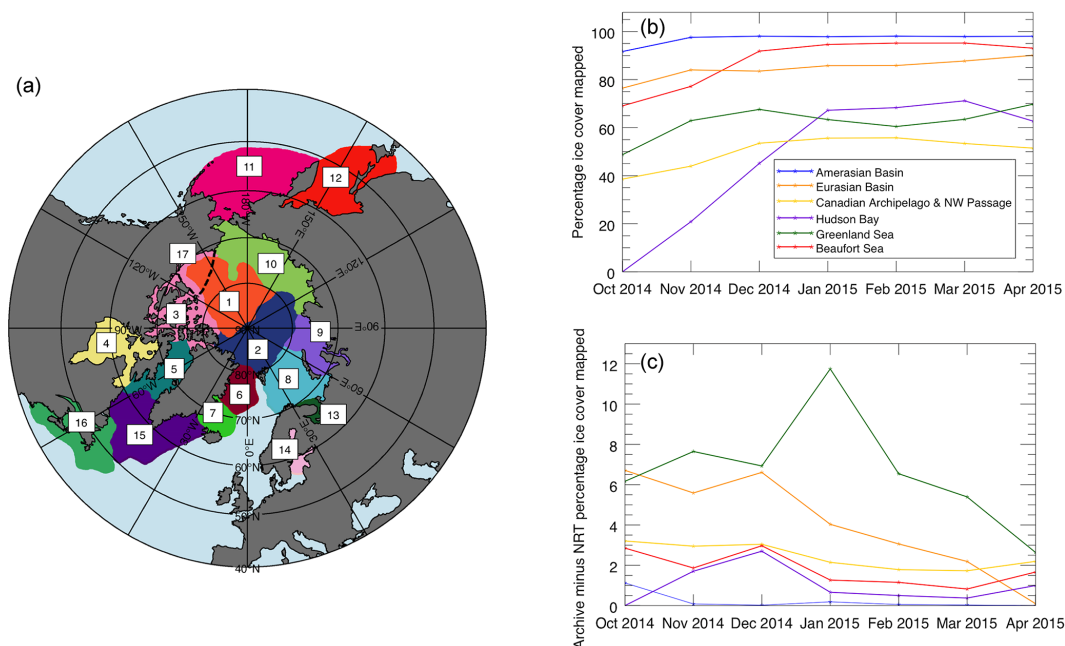 (a)
11
12
180°W
150°W
150°E
17
10
120°W
120°E
1
3
90°W
90°E
9
4
2
5
80°N
8
60°E
6
7
70°N
13
16
15
30°E
0°E
14
60°N
50°N
40°N
(b)
Percentage ice cover mapped
100
80
60
40
20
0
Amerasian Basin
Eurasian Basin
Canadian Archipelago & NW Passage
Hudson Bay
Greenland Sea
Beaufort Sea
Oct 2014 Nov 2014 Dec 2014 Jan 2015 Feb 2015 Mar 2015 Apr 2015
(c)
Archive minus NRT percentage ice cover mapped
12
10
8
6
4
2
0
Oct 2014 Nov 2014 Dec 2014 Jan 2015 Feb 2015 Mar 2015 Apr 2015